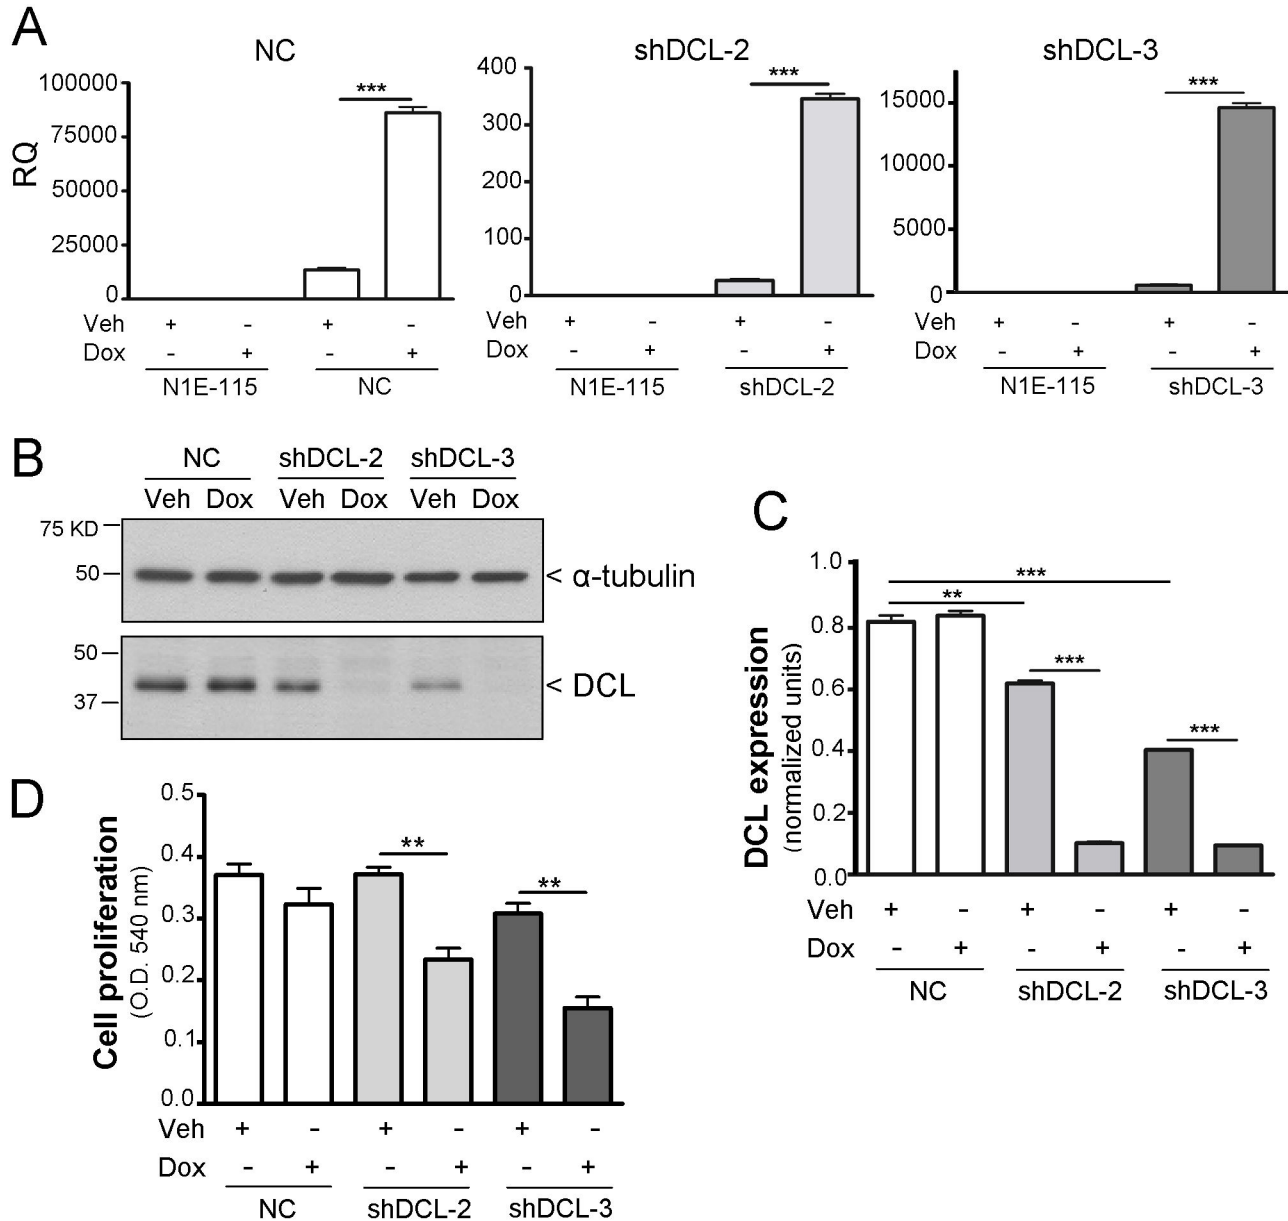 A
NC
shDCL-2
shDCL-3
RQ
100000
75000
50000
25000
0
***
400
300
200
100
0
***
15000
10000
5000
0
***
Veh + - + -
Dox - + - +
N1E-115 NC
Veh + - + -
Dox - + - +
N1E-115 shDCL-2
Veh + - + -
Dox - + - +
N1E-115 shDCL-3
B
NC shDCL-2 shDCL-3
Veh Dox Veh Dox Veh Dox
75 KD
50
< α-tubulin
50
37
< DCL
C
DCL expression
(normalized units)
1.0
0.8
0.6
0.4
0.2
0.0
***
**
***
***
Veh + - + - + -
Dox - + - + - +
NC shDCL-2 shDCL-3
D
Cell proliferation
(O.D. 540 nm)
0.5
0.4
0.3
0.2
0.1
0.0
**
**
Veh + - + - + -
Dox - + - + - +
NC shDCL-2 shDCL-3